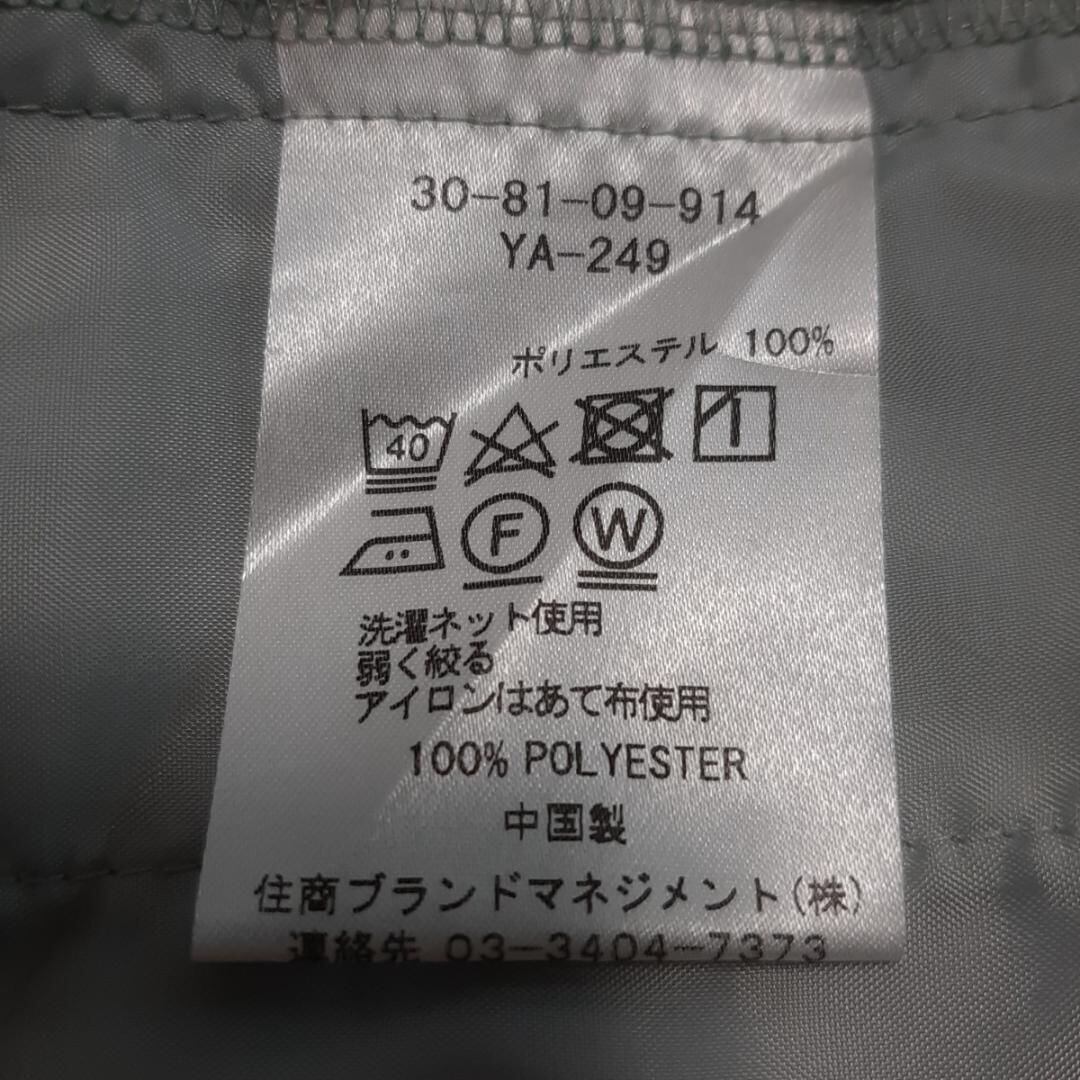 30-81-09-914
YA-249
ポリエステル 100%
40
F W
洗濯ネット使用
弱く絞る
アイロンはあて布使用
100% POLYESTER
中国製
住商ブランドマネジメント(株)
連絡先 03-3404-7373